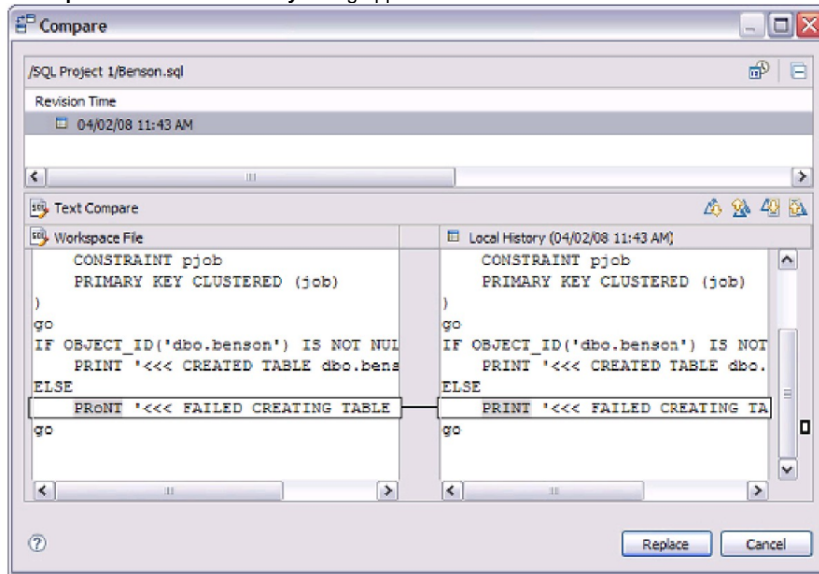 Compare
/SQL Project 1/Benson.sql
Revision Time
04/02/08 11:43 AM
Text Compare
Workspace File
Local History (04/02/08 11:43 AM)
CONSTRAINT pjob
PRIMARY KEY CLUSTERED (job)
)
go
IF OBJECT_ID('dbo.benson') IS NOT NUL
PRINT '<<< CREATED TABLE dbo.bens
ELSE
PRoNT '<<< FAILED CREATING TABLE
go
CONSTRAINT pjob
PRIMARY KEY CLUSTERED (job)
)
go
IF OBJECT_ID('dbo.benson') IS NOT
PRINT '<<< CREATED TABLE dbo.
ELSE
PRINT '<<< FAILED CREATING TA
go
Replace
Cancel